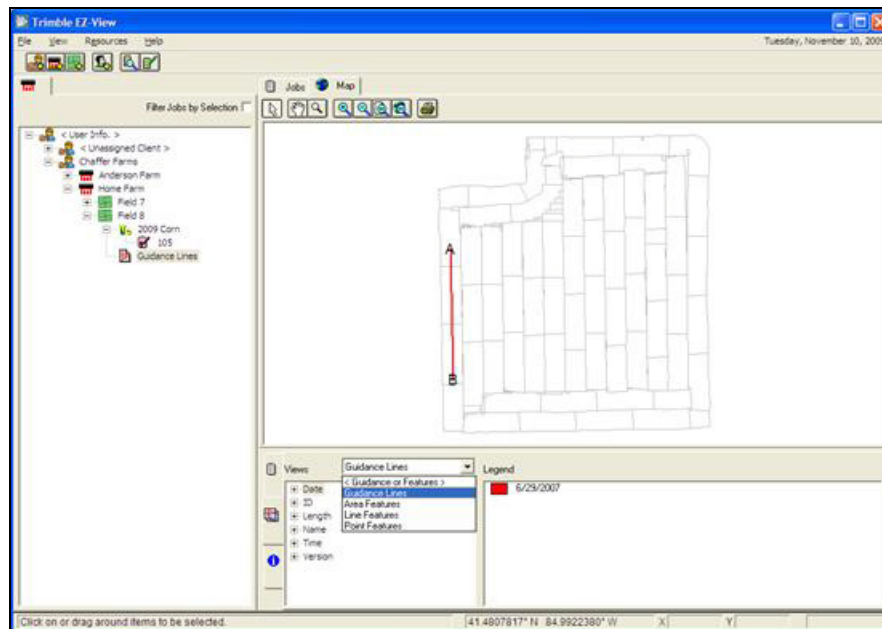 Trimble EZ-View
File View Resources Help
Tuesday, November 10, 2009
Jobs Map
Filter Jobs by Selection
< User Info. >
< Unassigned Client >
Chaffer Farms
Anderson Farm
Home Farm
Field 7
Field 8
2009 Corn
105
Guidance Lines
A
B
Views
Guidance Lines
Legend
< Guidance or Features >
Guidance Lines
Area Features
Line Features
Point Features
Date
ID
Length
Name
Time
Version
6/29/2007
Click on or drag around items to be selected.
41.4807817° N 84.9922380° W
X
Y